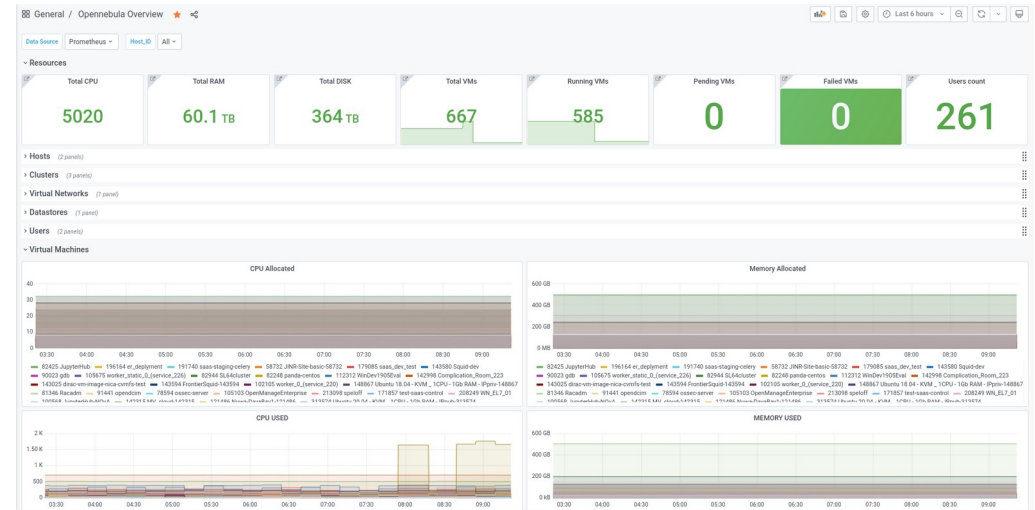 General / Opennebula Overview
Last 6 hours
Data Source Prometheus Host_ID All
Resources
Total CPU Total RAM Total DISK Total VMs Running VMs Pending VMs Failed VMs Users count
5020 60.1 TB 364 TB 667 585 0 0 261
Hosts (2 panels)
Clusters (3 panels)
Virtual Networks (1 panel)
Datastores (1 panel)
Users (2 panels)
Virtual Machines
CPU Allocated
40
30
20
10
0
03:30 04:00 04:30 05:00 05:30 06:00 06:30 07:00 07:30 08:00 08:30 09:00
82425 JupyterHub 196164 er_deplyment 191740 saas-staging-celery 58732 JINR-Site-basic-58732 179085 saas_dev_test 143580 Squid-dev
90023 gdb 105675 worker_static_0_(service_226) 82944 SL64cluster 82248 panda-centos 112312 WinDev1905Eval 142998 Complication_Room_223
143025 dirac-vm-image-nica-cvmfs-test 143594 FrontierSquid-143594 102105 worker_0_(service_220) 148867 Ubuntu 18.04 - KVM _ 1CPU - 1Gb RAM - IPpriv-148867
81346 Racadm 91441 opendcim 78594 ossec-server 105103 OpenManageEnterprise 213098 speloff 171857 test-saas-control 208249 WN_EL7_01
Memory Allocated
600 GB
400 GB
200 GB
0 MB
03:30 04:00 04:30 05:00 05:30 06:00 06:30 07:00 07:30 08:00 08:30 09:00
82425 JupyterHub 196164 er_deplyment 191740 saas-staging-celery 58732 JINR-Site-basic-58732 179085 saas_dev_test 143580 Squid-dev
90023 gdb 105675 worker_static_0_(service_226) 82944 SL64cluster 82248 panda-centos 112312 WinDev1905Eval 142998 Complication_Room_223
143025 dirac-vm-image-nica-cvmfs-test 143594 FrontierSquid-143594 102105 worker_0_(service_220) 148867 Ubuntu 18.04 - KVM _ 1CPU - 1Gb RAM - IPpriv-148867
81346 Racadm 91441 opendcim 78594 ossec-server 105103 OpenManageEnterprise 213098 speloff 171857 test-saas-control 208249 WN_EL7_01
CPU USED
2 K
1.50 K
1 K
500
0
03:30 04:00 04:30 05:00 05:30 06:00 06:30 07:00 07:30 08:00 08:30 09:00
MEMORY USED
600 GB
400 GB
200 GB
0 kB
03:30 04:00 04:30 05:00 05:30 06:00 06:30 07:00 07:30 08:00 08:30 09:00